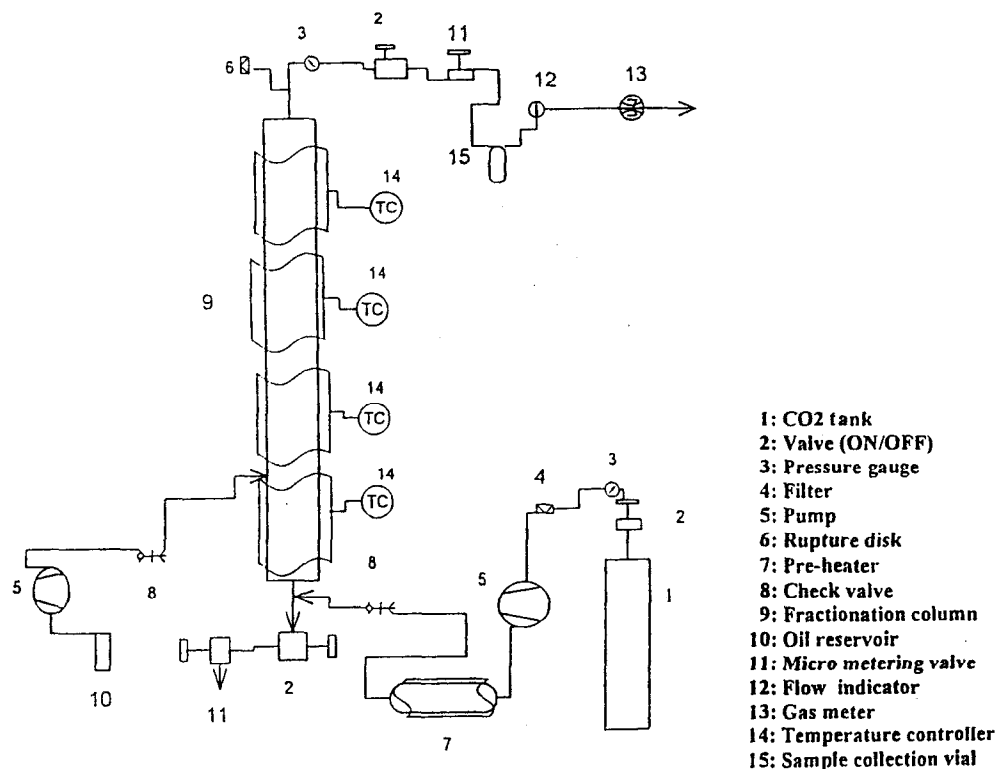 2
3
11
6
12
13
15
14
TC
14
TC
9
14
TC
14
TC
3
4
2
8
5
5
8
1
10
2
11
7
1: CO2 tank
2: Valve (ON/OFF)
3: Pressure gauge
4: Filter
5: Pump
6: Rupture disk
7: Pre-heater
8: Check valve
9: Fractionation column
10: Oil reservoir
11: Micro metering valve
12: Flow indicator
13: Gas meter
14: Temperature controller
15: Sample collection vial